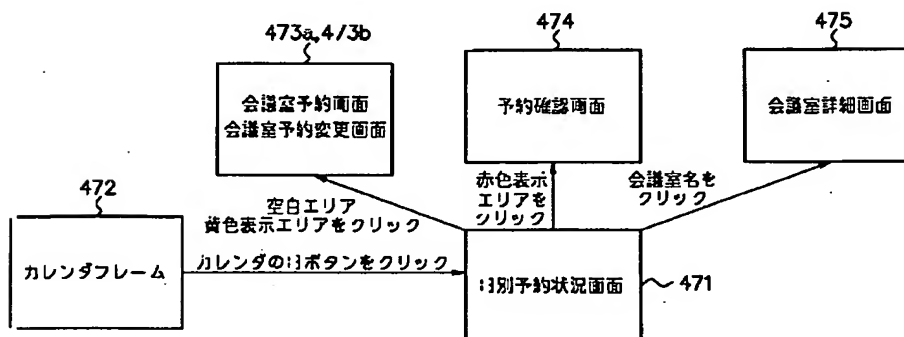 473a,473b
474
475
会議室予約画面
会議室予約変更画面
予約確認画面
会議室詳細画面
472
空白エリア
黄色表示エリアをクリック
赤色表示
エリアを
クリック
会議室名を
クリック
カレンダフレーム
カレンダの日ボタンをクリック
日別予約状況画面
471